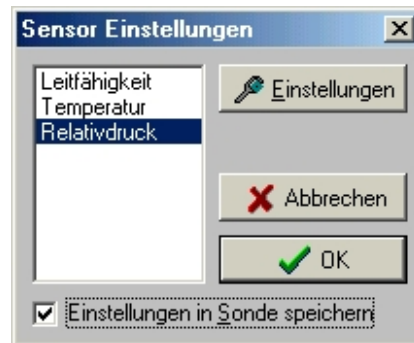 Sensor Einstellungen
Leitfähigkeit
Temperatur
Relativdruck
Einstellungen
Abbrechen
OK
Einstellungen in Sonde speichern